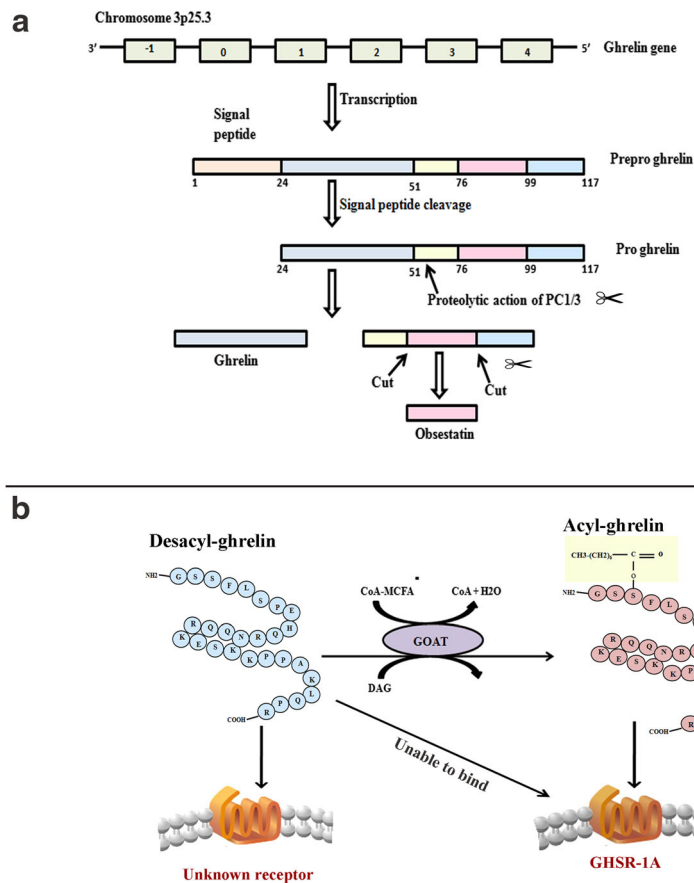 a
Chromosome 3p25.3
3′ -1 0 1 2 3 4 5′ Ghrelin gene
Transcription
Signal
peptide
Prepro ghrelin
1 24 51 76 99 117
Signal peptide cleavage
Pro ghrelin
24 51 76 99 117
Proteolytic action of PC1/3
Ghrelin
Cut
Cut
Obsestatin
b
Desacyl-ghrelin
NH2 G S S F L S P E
H Q R N Q Q R
K E S K K P P A
K L Q P R
COOH
CoA-MCFA
CoA+H2O
GOAT
DAG
Unable to bind
Unknown receptor
Acyl-ghrelin
CH3-(CH2)6 C O
O
NH2 G S S F L S
R Q Q N R
K E S K K P
COOH R
GHSR-1A